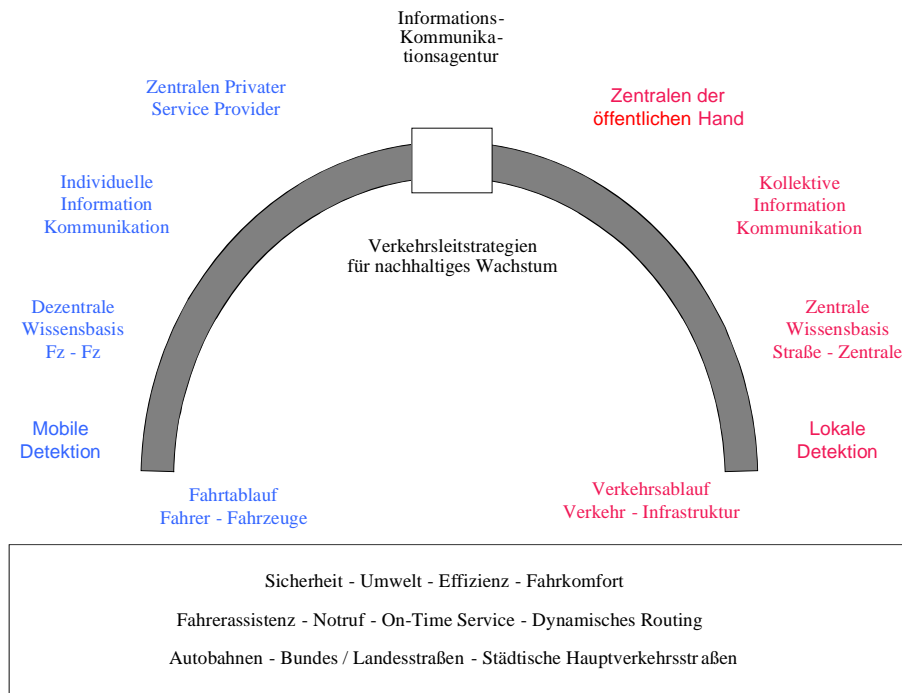 Informations-
Kommunika-
tionsagentur
Zentralen Privater
Service Provider
Zentralen der
öffentlichen Hand
Individuelle
Information
Kommunikation
Kollektive
Information
Kommunikation
Verkehrsleitstrategien
für nachhaltiges Wachstum
Dezentrale
Wissensbasis
Fz - Fz
Zentrale
Wissensbasis
Straße - Zentrale
Mobile
Detektion
Lokale
Detektion
Fahrtablauf
Fahrer - Fahrzeuge
Verkehrsablauf
Verkehr - Infrastruktur
Sicherheit - Umwelt - Effizienz - Fahrkomfort
Fahrerassistenz - Notruf - On-Time Service - Dynamisches Routing
Autobahnen - Bundes / Landesstraßen - Städtische Hauptverkehrsstraßen